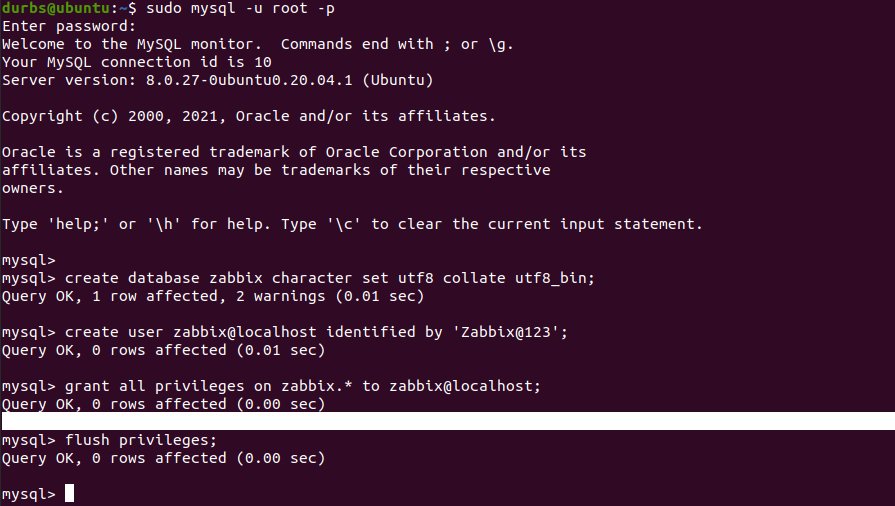 durbs@ubuntu:~$ sudo mysql -u root -p
Enter password:
Welcome to the MySQL monitor.  Commands end with ; or \g.
Your MySQL connection id is 10
Server version: 8.0.27-0ubuntu0.20.04.1 (Ubuntu)
Copyright (c) 2000, 2021, Oracle and/or its affiliates.
Oracle is a registered trademark of Oracle Corporation and/or its
affiliates. Other names may be trademarks of their respective
owners.
Type 'help;' or '\h' for help. Type '\c' to clear the current input statement.
mysql>
mysql> create database zabbix character set utf8 collate utf8_bin;
Query OK, 1 row affected, 2 warnings (0.01 sec)
mysql> create user zabbix@localhost identified by 'Zabbix@123';
Query OK, 0 rows affected (0.01 sec)
mysql> grant all privileges on zabbix.* to zabbix@localhost;
Query OK, 0 rows affected (0.00 sec)
mysql> flush privileges;
Query OK, 0 rows affected (0.00 sec)
mysql>